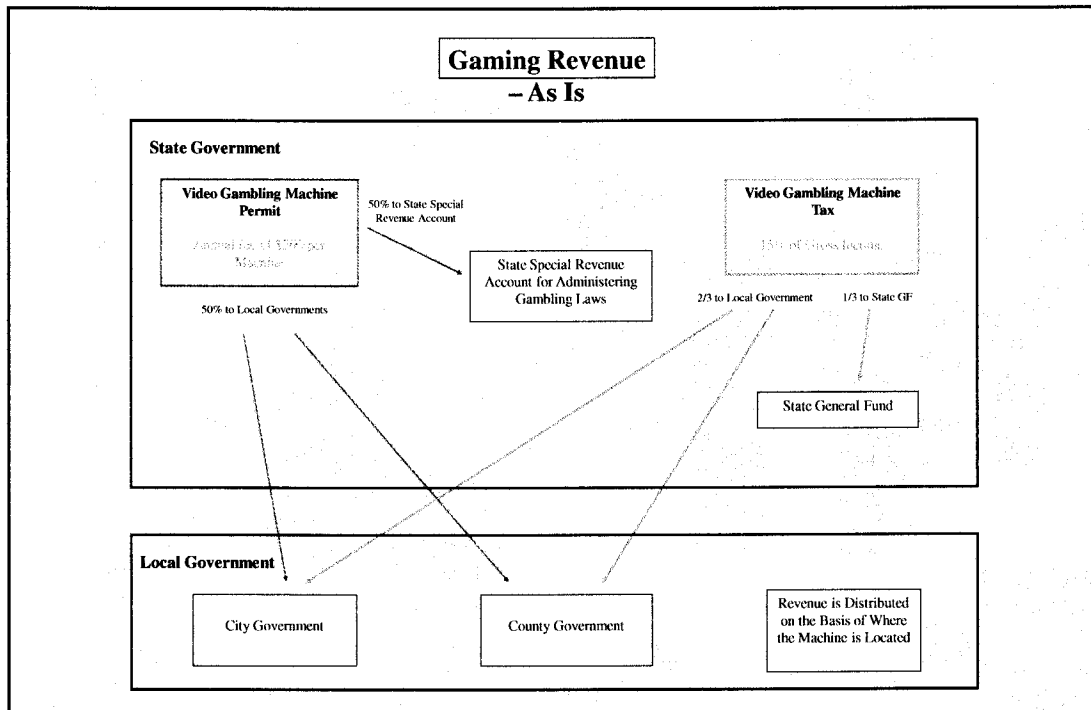 Gaming Revenue
– As Is
State Government
Video Gambling Machine
Permit
per
50% to State Special
Revenue Account
State Special Revenue
Account for Administering
Gambling Laws
50% to Local Governments
Video Gambling Machine
Tax
of Gross
2/3 to Local Government
1/3 to State GF
State General Fund
Local Government
City Government
County Government
Revenue is Distributed
on the Basis of Where
the Machine is Located